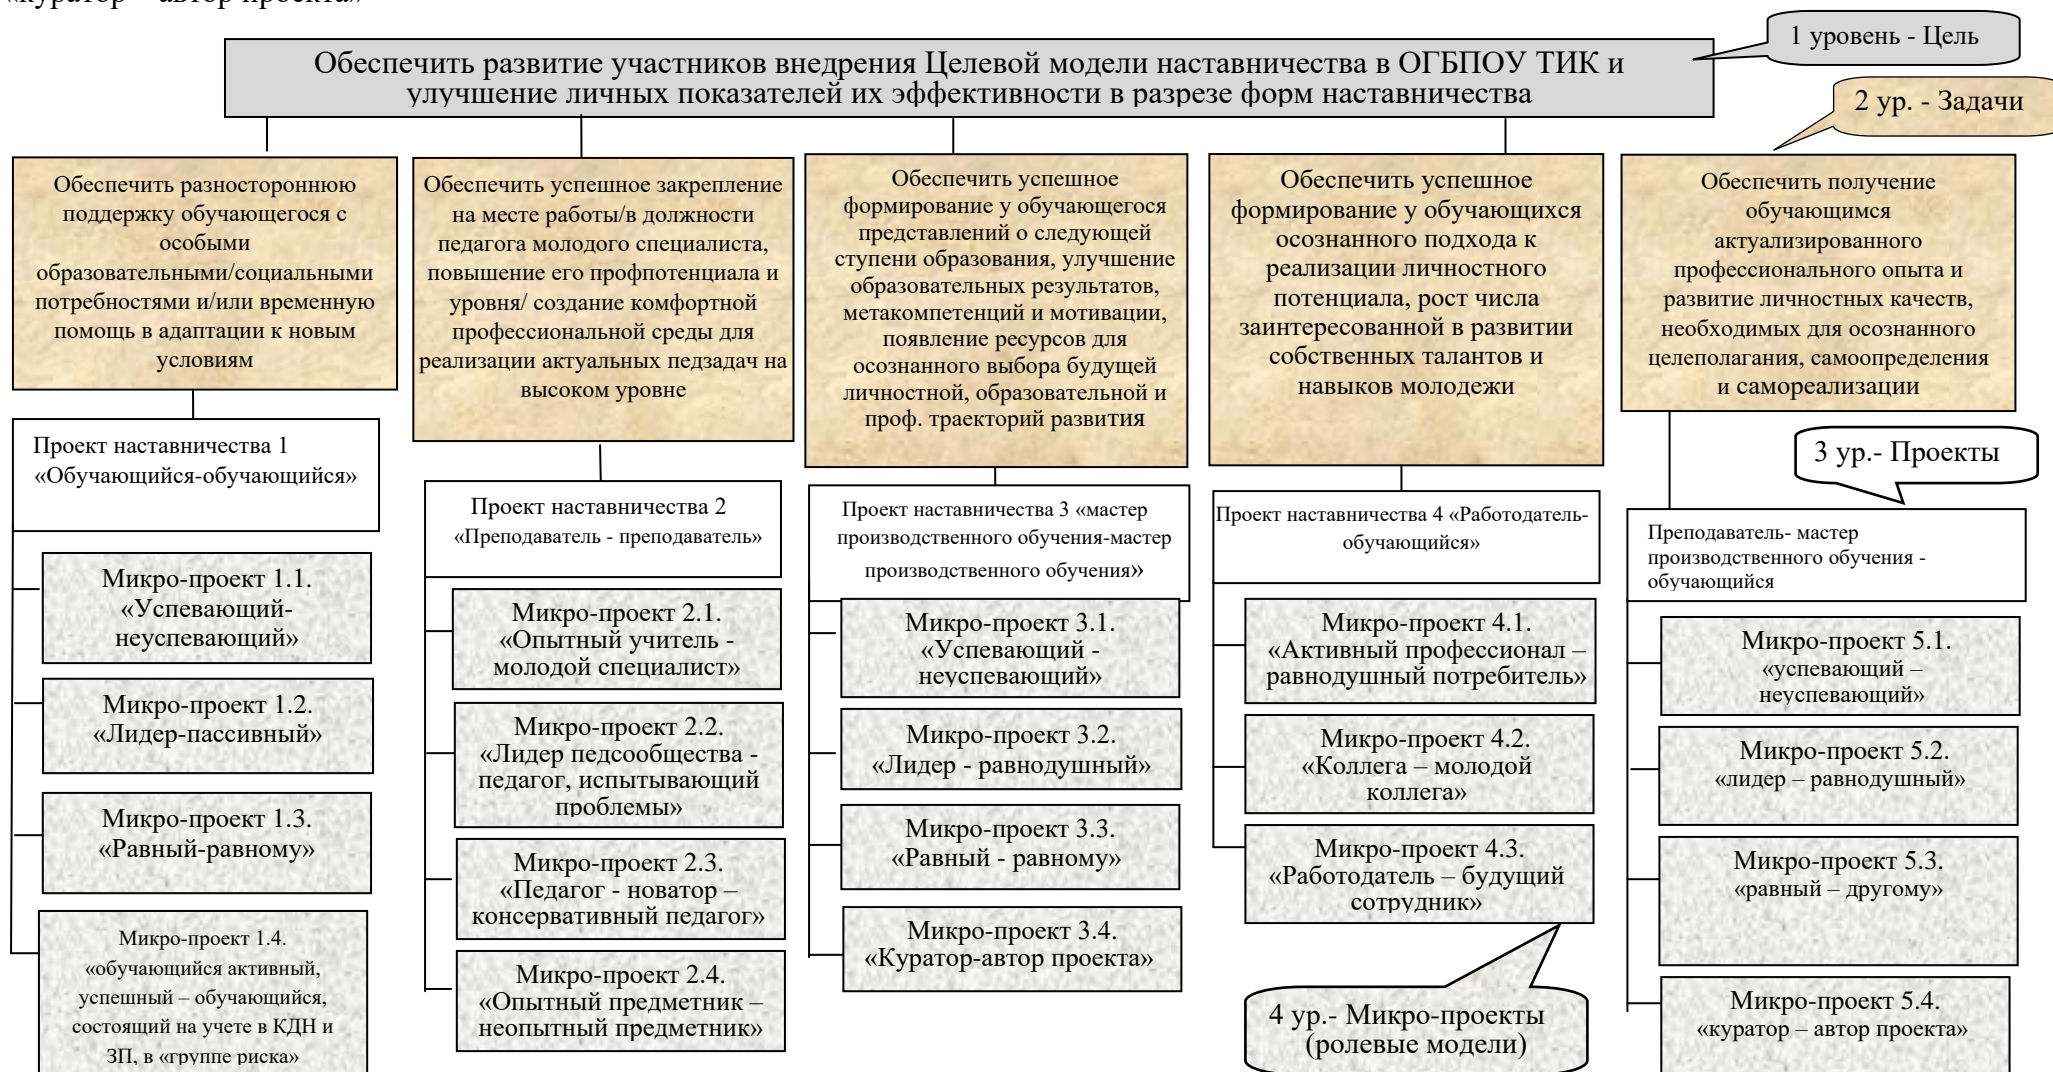 «куратор – автор проекта»
1 уровень - Цель
Обеспечить развитие участников внедрения Целевой модели наставничества в ОГБПОУ ТИК и
улучшение личных показателей их эффективности в разрезе форм наставничества
2 ур. - Задачи
Обеспечить разностороннюю
поддержку обучающегося с
особыми
образовательными/социальными
потребностями и/или временную
помощь в адаптации к новым
условиям
Обеспечить успешное закрепление
на месте работы/в должности
педагога молодого специалиста,
повышение его профпотенциала и
уровня/ создание комфортной
профессиональной среды для
реализации актуальных педзадач на
высоком уровне
Обеспечить успешное
формирование у обучающегося
представлений о следующей
ступени образования, улучшение
образовательных результатов,
метакомпетенций и мотивации,
появление ресурсов для
осознанного выбора будущей
личностной, образовательной и
проф. траекторий развития
Обеспечить успешное
формирование у обучающихся
осознанного подхода к
реализации личностного
потенциала, рост числа
заинтересованной в развитии
собственных талантов и
навыков молодежи
Обеспечить получение
обучающимся
актуализированного
профессионального опыта и
развитие личностных качеств,
необходимых для осознанного
целеполагания, самоопределения
и самореализации
3 ур.- Проекты
Проект наставничества 1
«Обучающийся-обучающийся»
Микро-проект 1.1.
«Успевающий-
неуспевающий»
Микро-проект 1.2.
«Лидер-пассивный»
Микро-проект 1.3.
«Равный-равному»
Микро-проект 1.4.
«обучающийся активный,
успешный – обучающийся,
состоящий на учете в КДН и
ЗП, в «группе риска»
Проект наставничества 2
«Преподаватель - преподаватель»
Микро-проект 2.1.
«Опытный учитель -
молодой специалист»
Микро-проект 2.2.
«Лидер педсообщества -
педагог, испытывающий
проблемы»
Микро-проект 2.3.
«Педагог - новатор –
консервативный педагог»
Микро-проект 2.4.
«Опытный предметник –
неопытный предметник»
Проект наставничества 3 «мастер
производственного обучения-мастер
производственного обучения»
Микро-проект 3.1.
«Успевающий -
неуспевающий»
Микро-проект 3.2.
«Лидер - равнодушный»
Микро-проект 3.3.
«Равный - равному»
Микро-проект 3.4.
«Куратор-автор проекта»
Проект наставничества 4 «Работодатель-
обучающийся»
Микро-проект 4.1.
«Активный профессионал –
равнодушный потребитель»
Микро-проект 4.2.
«Коллега – молодой
коллега»
Микро-проект 4.3.
«Работодатель – будущий
сотрудник»
4 ур.- Микро-проекты
(ролевые модели)
Преподаватель- мастер
производственного обучения -
обучающийся
Микро-проект 5.1.
«успевающий –
неуспевающий»
Микро-проект 5.2.
«лидер – равнодушный»
Микро-проект 5.3.
«равный – другому»
Микро-проект 5.4.
«куратор – автор проекта»